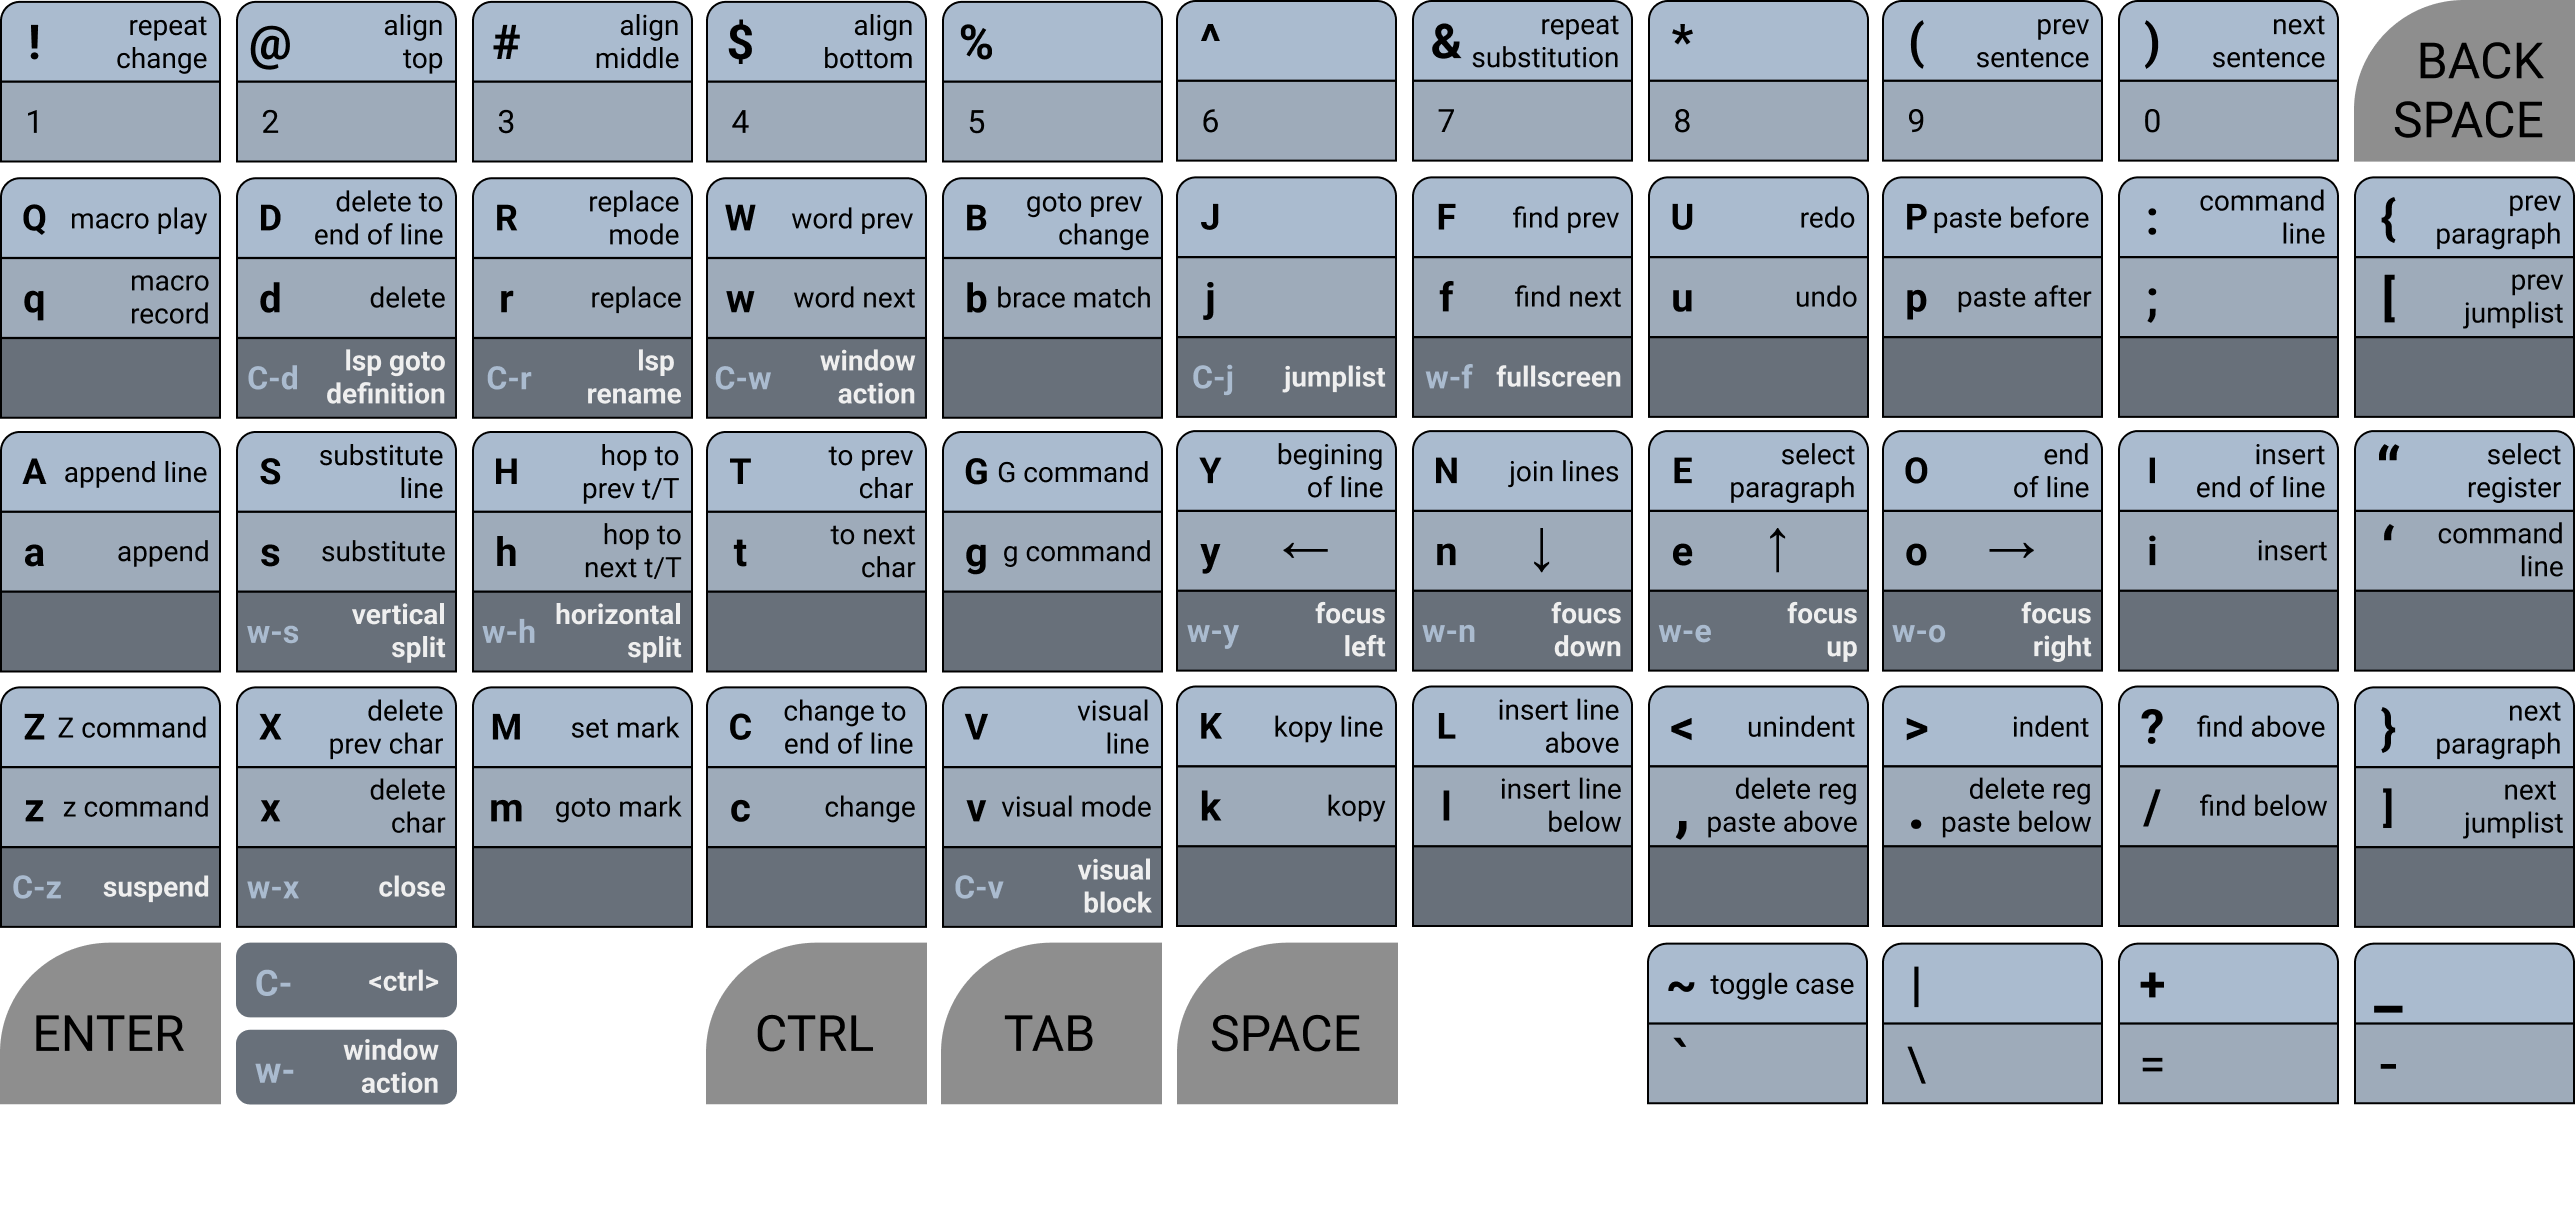 ! repeat change
1
@ align top
2
# align middle
3
$ align bottom
4
%
5
^
6
& repeat substitution
7
*
8
( prev sentence
9
) next sentence
0
BACK SPACE
Q macro play
q macro record
D delete to end of line
d delete
C-d lsp goto definition
R replace mode
r replace
C-r lsp rename
W word prev
w word next
C-w window action
B goto prev change
b brace match
J
j
C-j jumplist
F find prev
f find next
w-f fullscreen
U redo
u undo
P paste before
p paste after
: command line
;
{ prev paragraph
[ prev jumplist
A append line
a append
S substitute line
s substitute
w-s vertical split
H hop to prev t/T
h hop to next t/T
w-h horizontal split
T to prev char
t to next char
G G command
g g command
Y begining of line
y ←
w-y focus left
N join lines
n ↓
w-n foucs down
E select paragraph
e ↑
w-e focus up
O end of line
o →
w-o focus right
I insert end of line
i insert
“ select register
‘ command line
Z Z command
z z command
C-z suspend
X delete prev char
x delete char
w-x close
M set mark
m goto mark
C change to end of line
c change
V visual line
v visual mode
C-v visual block
K kopy line
k kopy
L insert line above
l insert line below
< unindent
, delete reg paste above
> indent
. delete reg paste below
? find above
/ find below
} next paragraph
] next jumplist
ENTER
C- <ctrl>
w- window action
CTRL
TAB
SPACE
~ toggle case
`
|
\
+
=
_
-